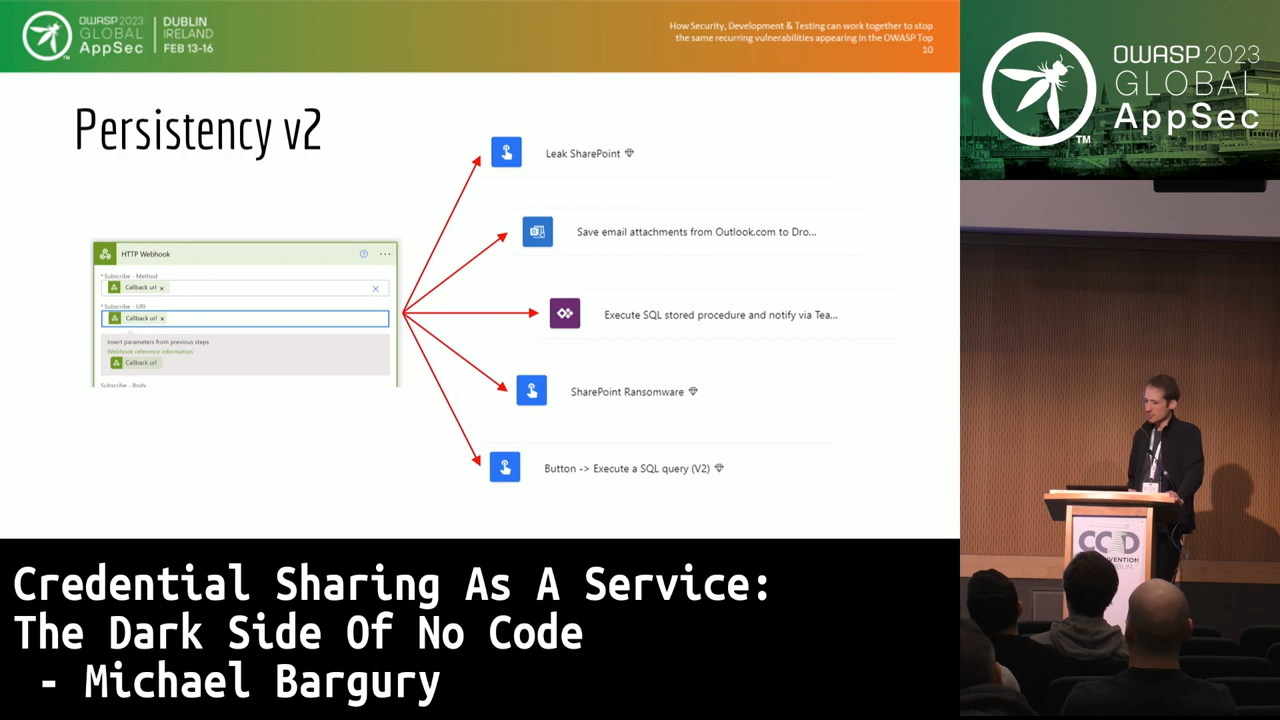 OWASP 2023
GLOBAL
AppSec
DUBLIN
IRELAND
FEB 13-16
How Security, Development & Testing can work together to stop
the same recurring vulnerabilities appearing in the OWASP Top
10
OWASP 2023
GLOBAL
AppSec
TM
Persistency v2
HTTP Webhook
* Subscribe - Method
Callback url x
* Subscribe - URI
Callback url x
Insert parameters from previous steps
Webhook reference information
Callback url
Subscribe - Body
Leak SharePoint
Save email attachments from Outlook.com to Dro...
Execute SQL stored procedure and notify via Tea...
SharePoint Ransomware
Button -> Execute a SQL query (V2)
Credential Sharing As A Service:
The Dark Side Of No Code
- Michael Bargury